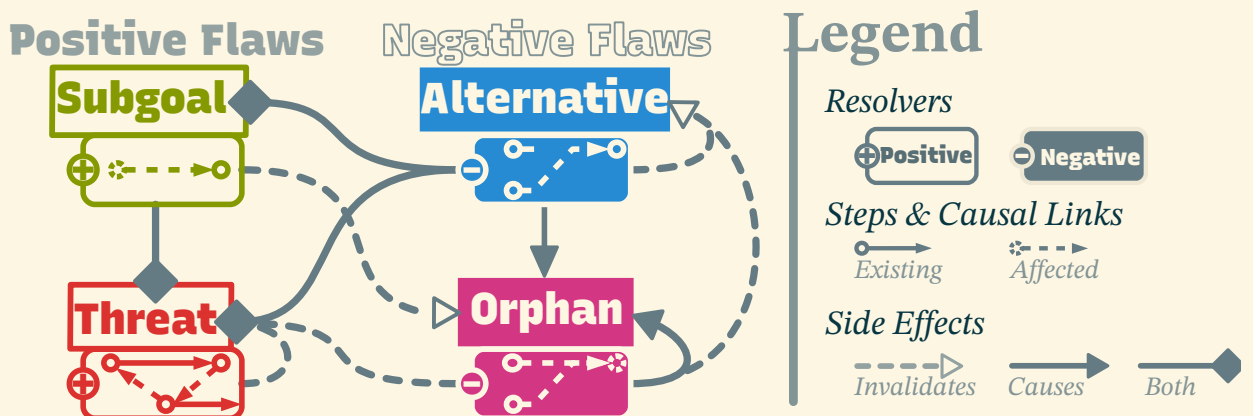 Positive Flaws
Negative Flaws
Subgoal
Alternative
Threat
Orphan
Legend
Resolvers
Positive
Negative
Steps & Causal Links
Existing
Affected
Side Effects
Invalidates
Causes
Both